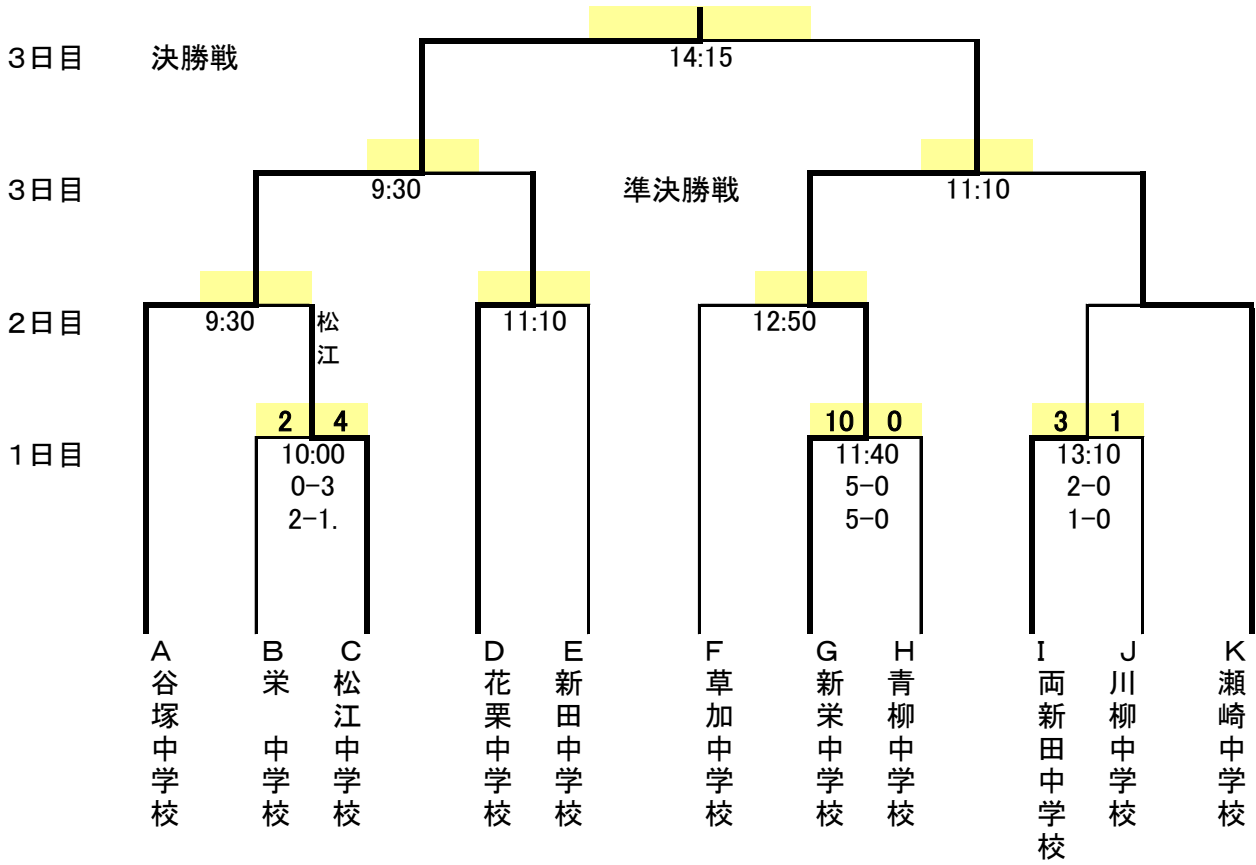 3日目 決勝戦
14:15
3日目 準決勝戦
9:30 11:10
2日目
9:30 11:10 12:50
松江
1日目
2 4 10 0 3 1
10:00 11:40 13:10
0-3 5-0 2-0
2-1. 5-0 1-0
A B C D E F G H I J K
谷塚中学校
栄 中学校
松江中学校
花栗中学校
新田中学校
草加中学校
新栄中学校
青柳中学校
両新田中学校
川柳中学校
瀬崎中学校